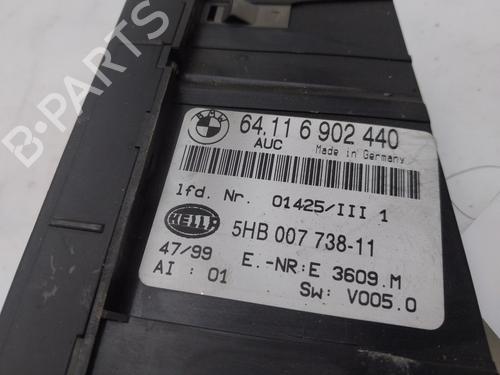 BMW
64.11 6 902 440
AUC Made in Germany
lfd. Nr. 01425/III 1
HELLA
5HB 007 738-11
47/99 E.-NR:E 3609.M
AI : 01 SW: V005.0